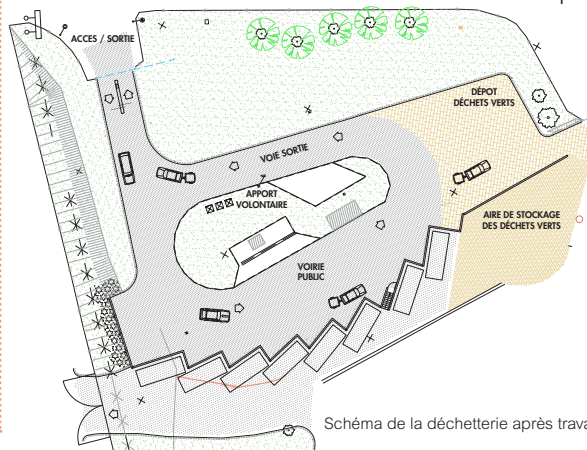 ACCES / SORTIE
DÉPOT
DÉCHETS VERTS
VOIE SORTIE
APPORT
VOLONTAIRE
AIRE DE STOCKAGE
DES DÉCHETS VERTS
VOIRIE
PUBLIC
Schéma de la déchetterie après trava